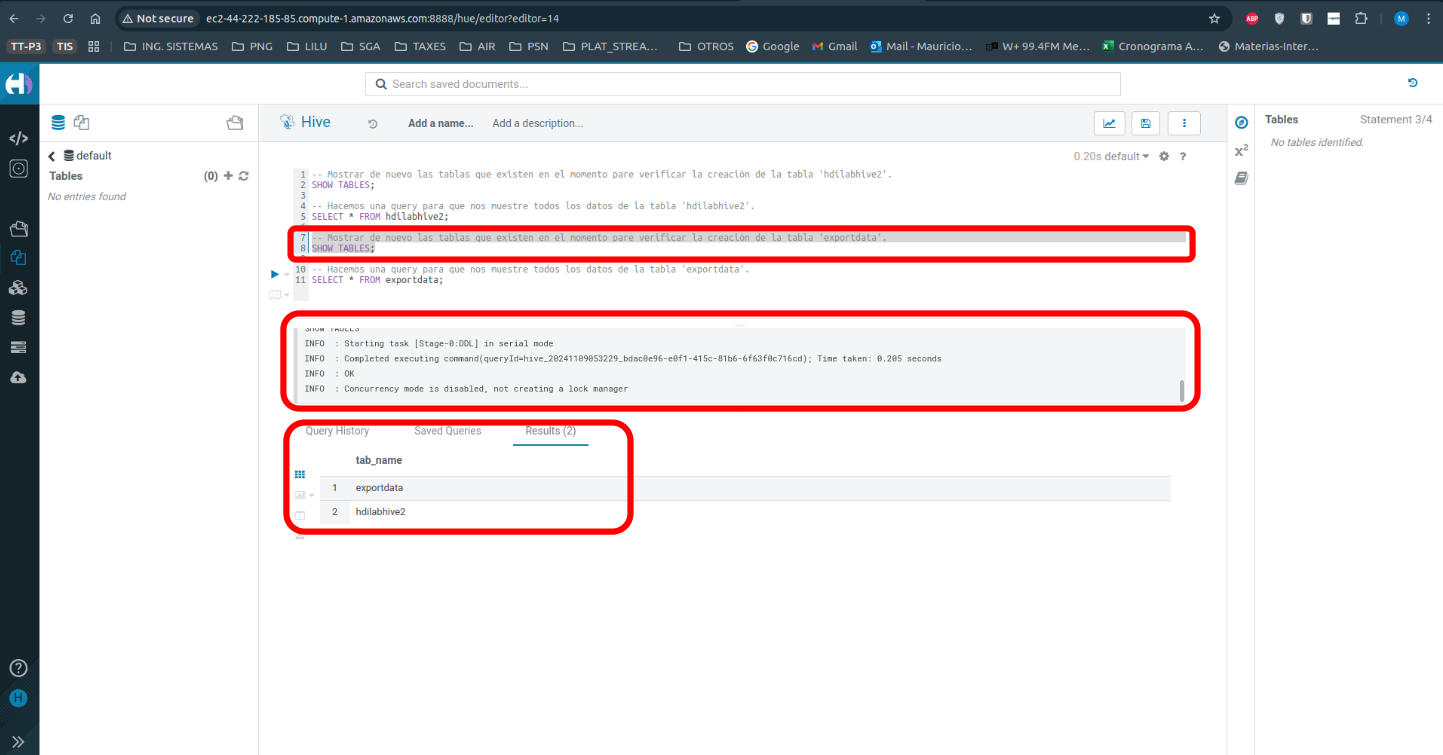 Not secure
ec2-44-222-185-85.compute-1.amazonaws.com:8888/hue/editor?editor=14
ABP
M
TT-P3
TIS
ING. SISTEMAS
PNG
LILU
SGA
TAXES
AIR
PSN
PLAT_STREA...
OTROS
Google
Gmail
Mail - Mauricio...
W+ 99.4FM Me...
Cronograma A...
Materias-Inter...
Search saved documents...
Hive
Add a name...
Add a description...
Tables
Statement 3/4
No tables identified.
default
Tables
(0)
No entries found
0.20s default
?
1 -- Mostrar de nuevo las tablas que existen en el momento pare verificar la creación de la tabla 'hdilabhive2'.
2 SHOW TABLES;
3
4 -- Hacemos una query para que nos muestre todos los datos de la tabla 'hdilabhive2'.
5 SELECT * FROM hdilabhive2;
7 -- Mostrar de nuevo las tablas que existen en el momento pare verificar la creación de la tabla 'exportdata'.
8 SHOW TABLES;
10 -- Hacemos una query para que nos muestre todos los datos de la tabla 'exportdata'.
11 SELECT * FROM exportdata;
SHOW TABLES
INFO : Starting task [Stage-0:DDL] in serial mode
INFO : Completed executing command(queryId=hive_20241109053229_bdac0e96-e0f1-415c-81b6-6f63f0c716cd); Time taken: 0.205 seconds
INFO : OK
INFO : Concurrency mode is disabled, not creating a lock manager
Query History
Saved Queries
Results (2)
tab_name
1 exportdata
2 hdilabhive2
x²
?
H